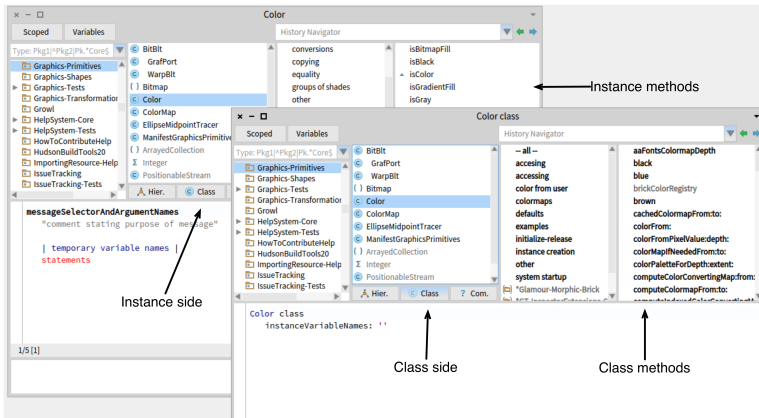 Color
Scoped Variables History Navigator
Type: Pkg1|^Pkg2|Pk.*Core$
Graphics-Primitives
Graphics-Shapes
Graphics-Tests
Graphics-Transformation
Growl
HelpSystem-Core
HelpSystem-Tests
HowToContributeHelp
HudsonBuildTools20
ImportingResource-Help
IssueTracking
IssueTracking-Tests
BitBlt
GrafPort
WarpBlt
Bitmap
Color
ColorMap
EllipseMidpointTracer
ManifestGraphicsPrimitive
ArrayedCollection
Integer
PositionableStream
conversions
copying
equality
groups of shades
other
isBitmapFill
isBlack
isColor
isGradientFill
isGray
Instance methods
Hier. Class
messageSelectorAndArgumentNames
"comment stating purpose of message"
| temporary variable names |
statements
Instance side
1/5 [1]
Color class
Scoped Variables History Navigator
Type: Pkg1|^Pkg2|Pk.*Core$
Graphics-Primitives
Graphics-Shapes
Graphics-Tests
Graphics-Transformation
Growl
HelpSystem-Core
HelpSystem-Tests
HowToContributeHelp
HudsonBuildTools20
ImportingResource-Help
IssueTracking
IssueTracking-Tests
BitBlt
GrafPort
WarpBlt
Bitmap
Color
ColorMap
EllipseMidpointTracer
ManifestGraphicsPrimitives
ArrayedCollection
Integer
PositionableStream
-- all --
accesing
accessing
color from user
colormaps
defaults
examples
initialize-release
instance creation
other
system startup
*Glamour-Morphic-Brick
aaFontsColormapDepth
black
blue
brickColorRegistry
brown
cachedColormapFrom:to:
colorFrom:
colorFromPixelValue:depth:
colorMapIfNeededFrom:to:
colorPaletteForDepth:extent:
computeColorConvertingMap:from:
computeColormapFrom:to:
Hier. Class ? Com.
Color class
instanceVariableNames: ''
Class side
Class methods